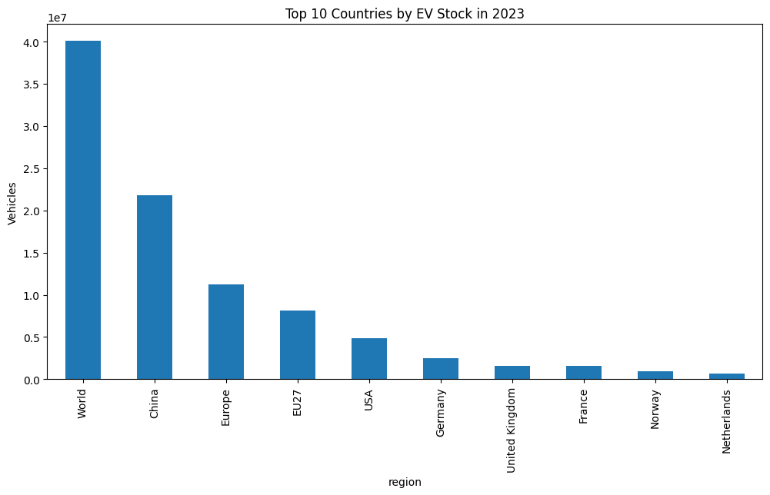 Top 10 Countries by EV Stock in 2023
1e7
4.0
3.5
3.0
2.5
2.0
1.5
1.0
0.5
0.0
Vehicles
World
China
Europe
EU27
USA
Germany
United Kingdom
France
Norway
Netherlands
region